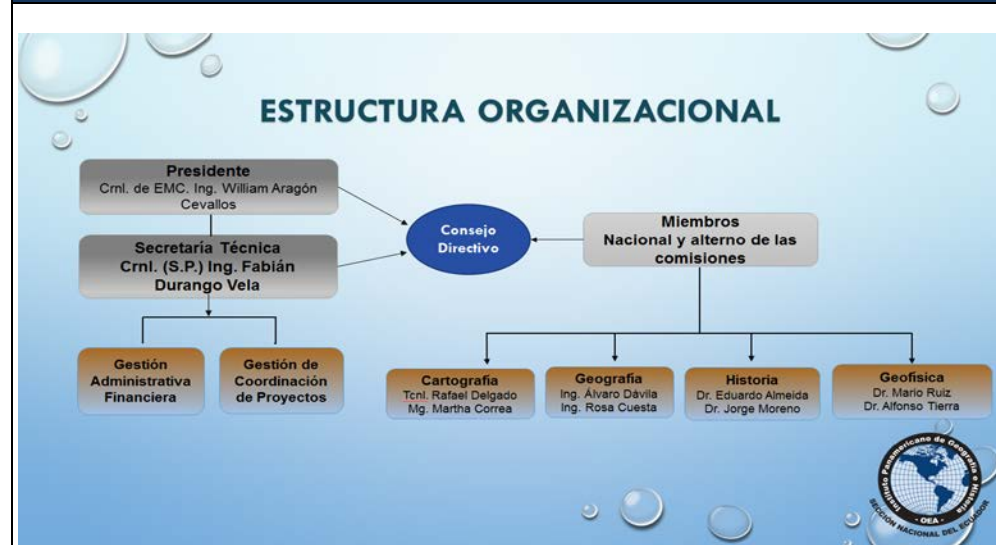 ESTRUCTURA ORGANIZACIONAL
Presidente
Crnl. de EMC. Ing. William Aragón
Cevallos
Secretaría Técnica
Crnl. (S.P.) Ing. Fabián
Durango Vela
Gestión
Administrativa
Financiera
Gestión de
Coordinación
de Proyectos
Consejo
Directivo
Miembros
Nacional y alterno de las
comisiones
Cartografía
Tcnl. Rafael Delgado
Mg. Martha Correa
Geografía
Ing. Álvaro Dávila
Ing. Rosa Cuesta
Historia
Dr. Eduardo Almeida
Dr. Jorge Moreno
Geofísica
Dr. Mario Ruiz
Dr. Alfonso Tierra
Instituto Panamericano de Geografía e Historia
- OEA -
SECCIÓN NACIONAL DEL ECUADOR